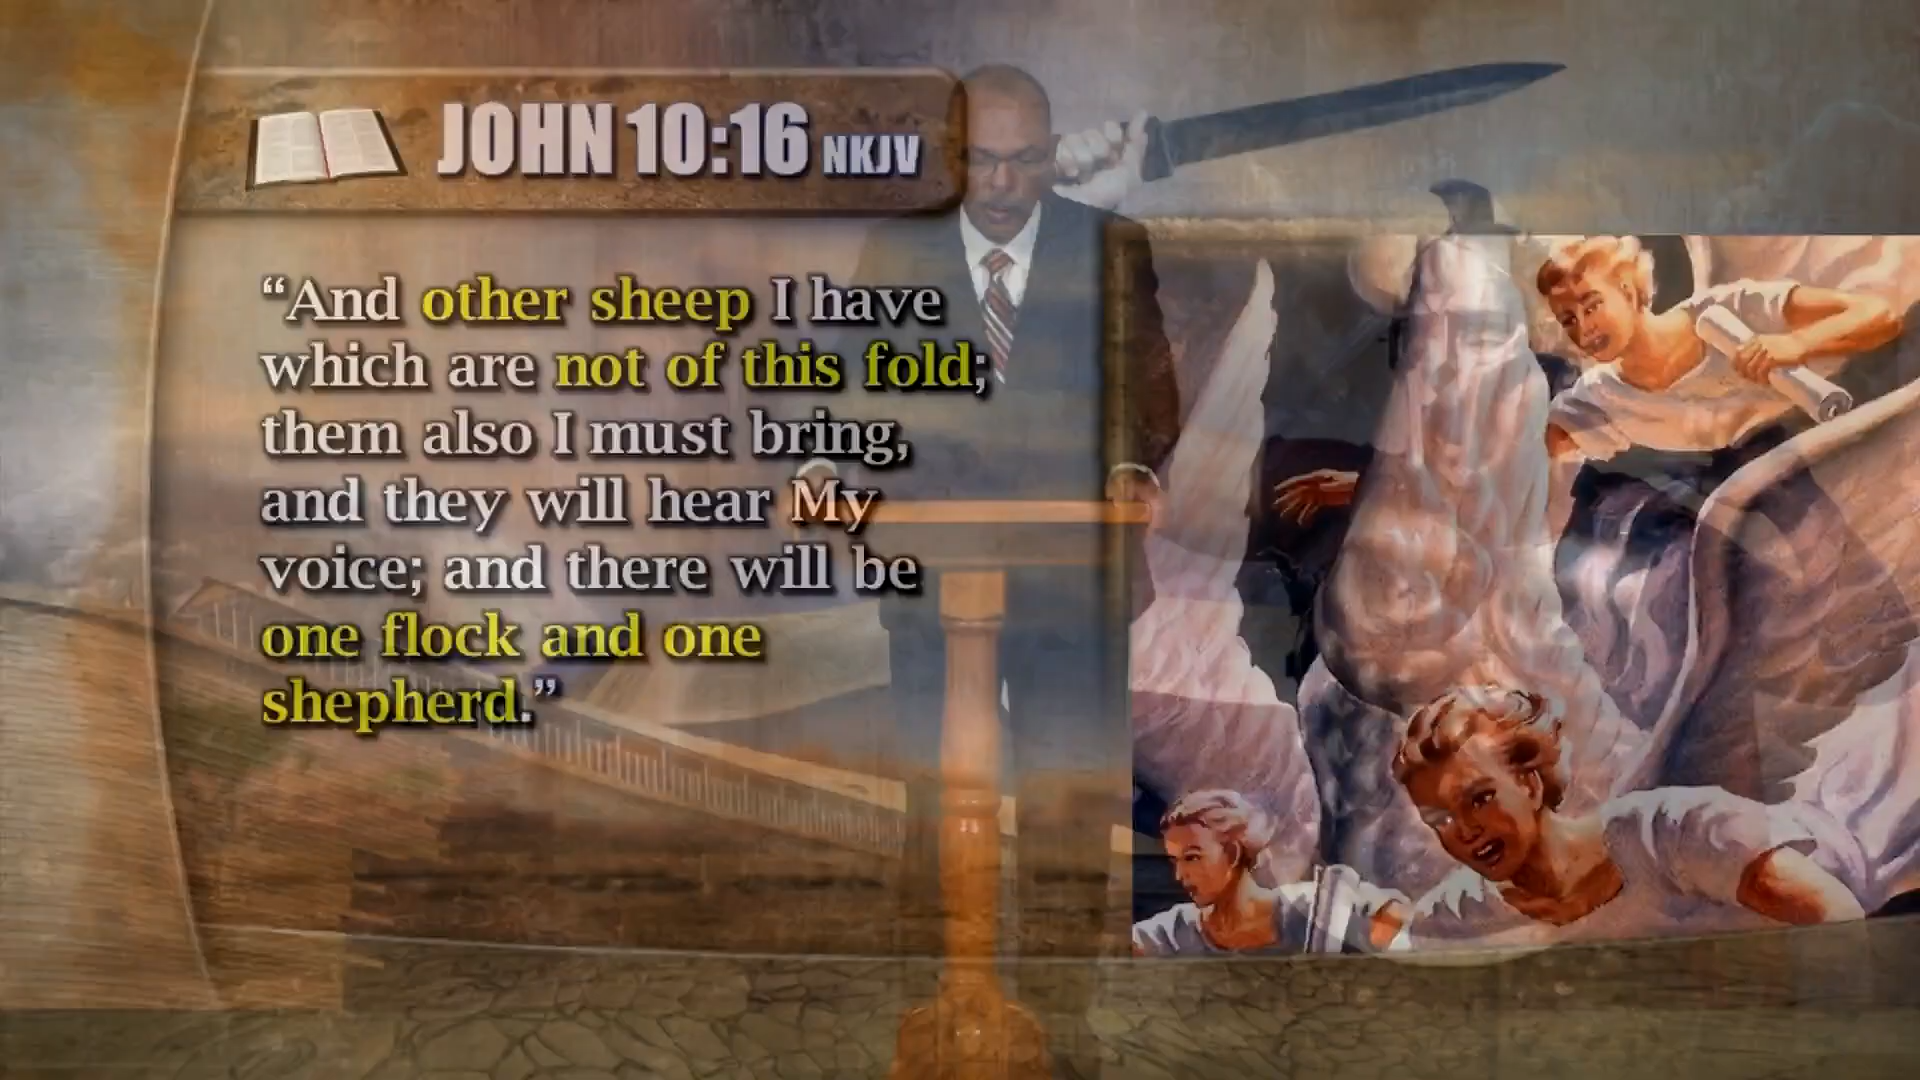 JOHN 10:16 NKJV
“And other sheep I have
which are not of this fold;
them also I must bring,
and they will hear My
voice; and there will be
one flock and one
shepherd.”